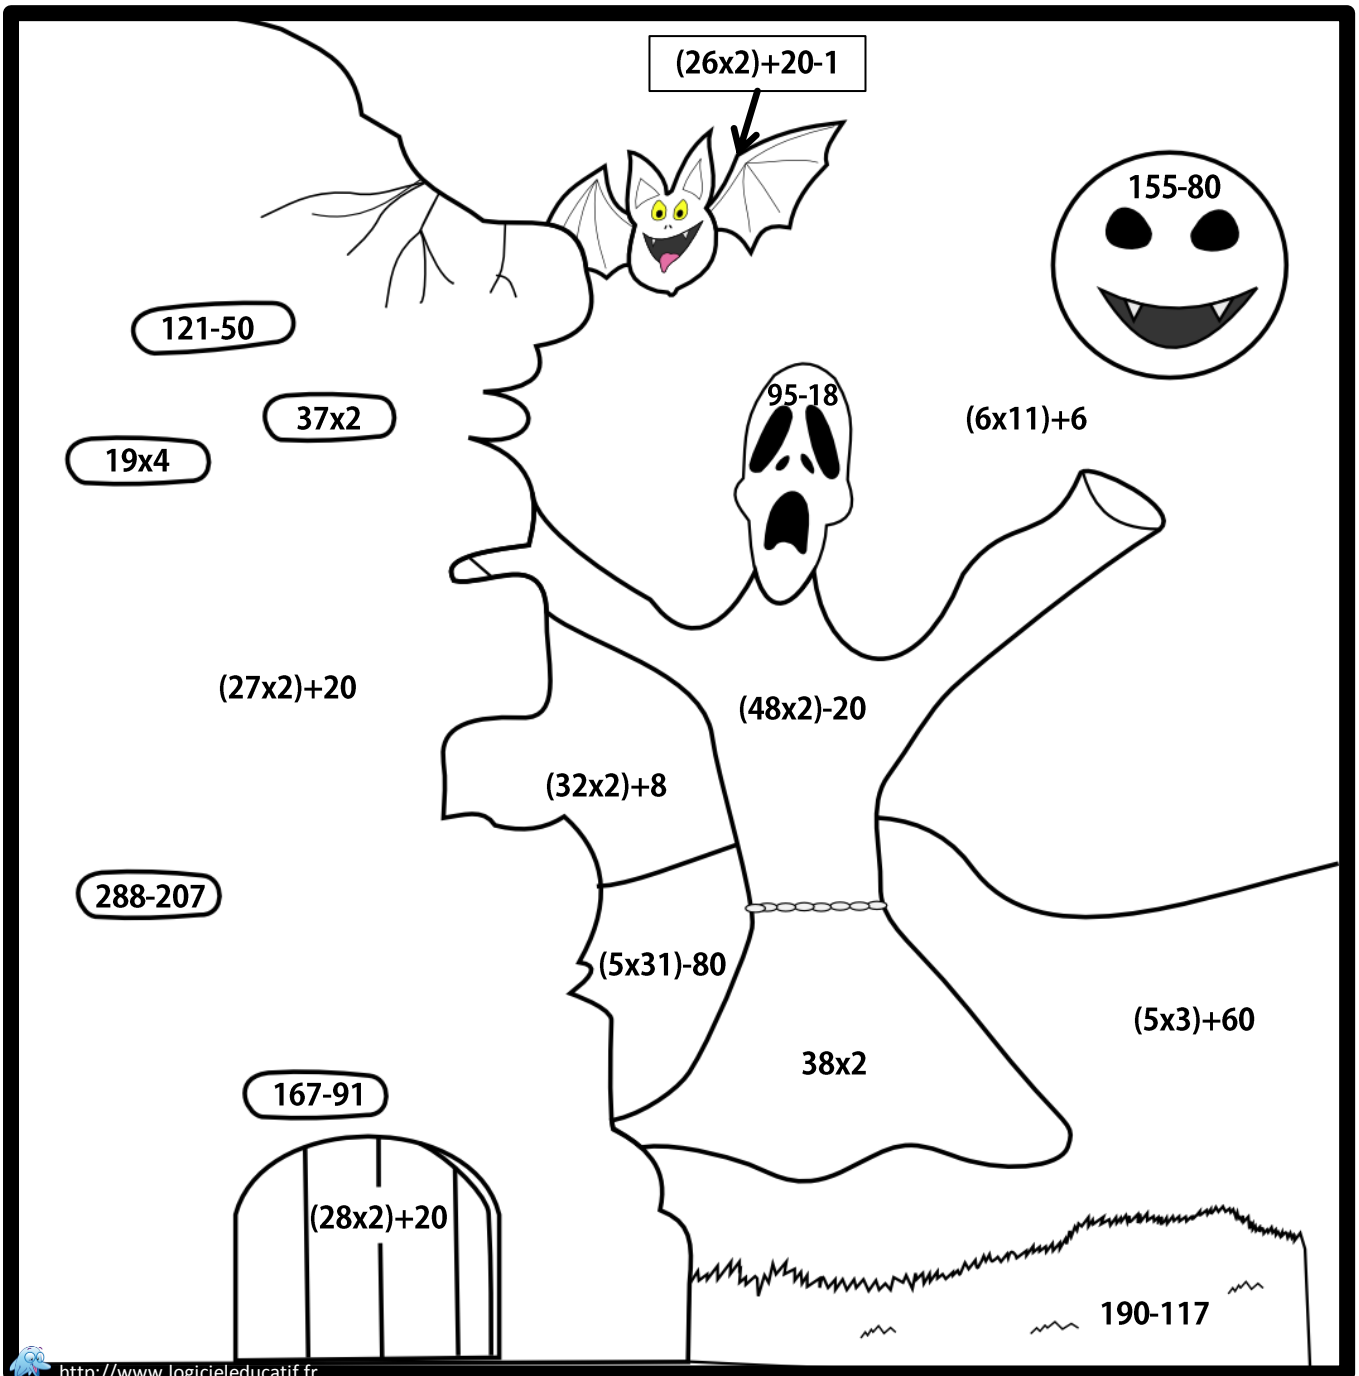 (26x2)+20-1
155-80
121-50
95-18
37x2
(6x11)+6
19x4
(27x2)+20
(48x2)-20
(32x2)+8
288-207
(5x31)-80
(5x3)+60
38x2
167-91
(28x2)+20
190-117
http://www.logicieleducatif.fr